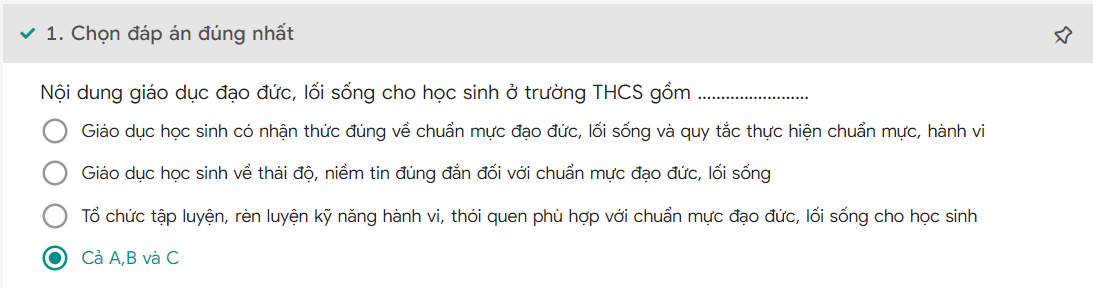 1. Chọn đáp án đúng nhất
Nội dung giáo dục đạo đức, lối sống cho học sinh ở trường THCS gồm ........................
Giáo dục học sinh có nhận thức đúng về chuẩn mực đạo đức, lối sống và quy tắc thực hiện chuẩn mực, hành vi
Giáo dục học sinh về thái độ, niềm tin đúng đắn đối với chuẩn mực đạo đức, lối sống
Tổ chức tập luyện, rèn luyện kỹ năng hành vi, thói quen phù hợp với chuẩn mực đạo đức, lối sống cho học sinh
Cả A,B và C